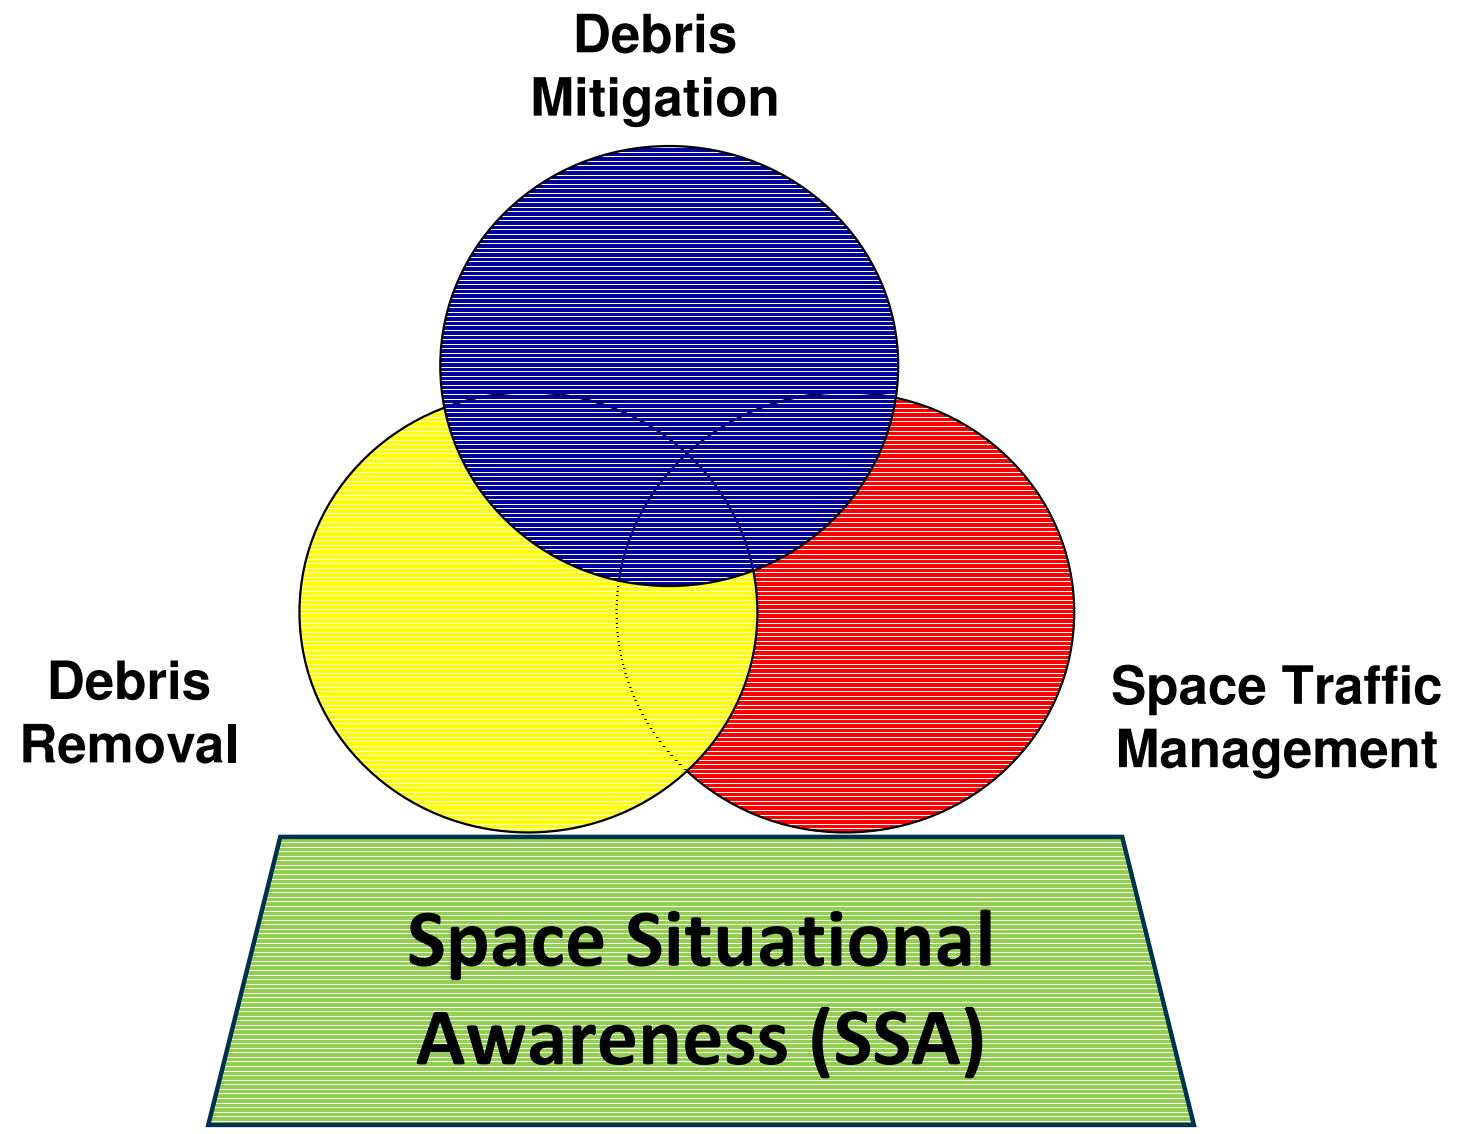 Debris
Mitigation
Debris
Removal
Space Traffic
Management
Space Situational
Awareness (SSA)